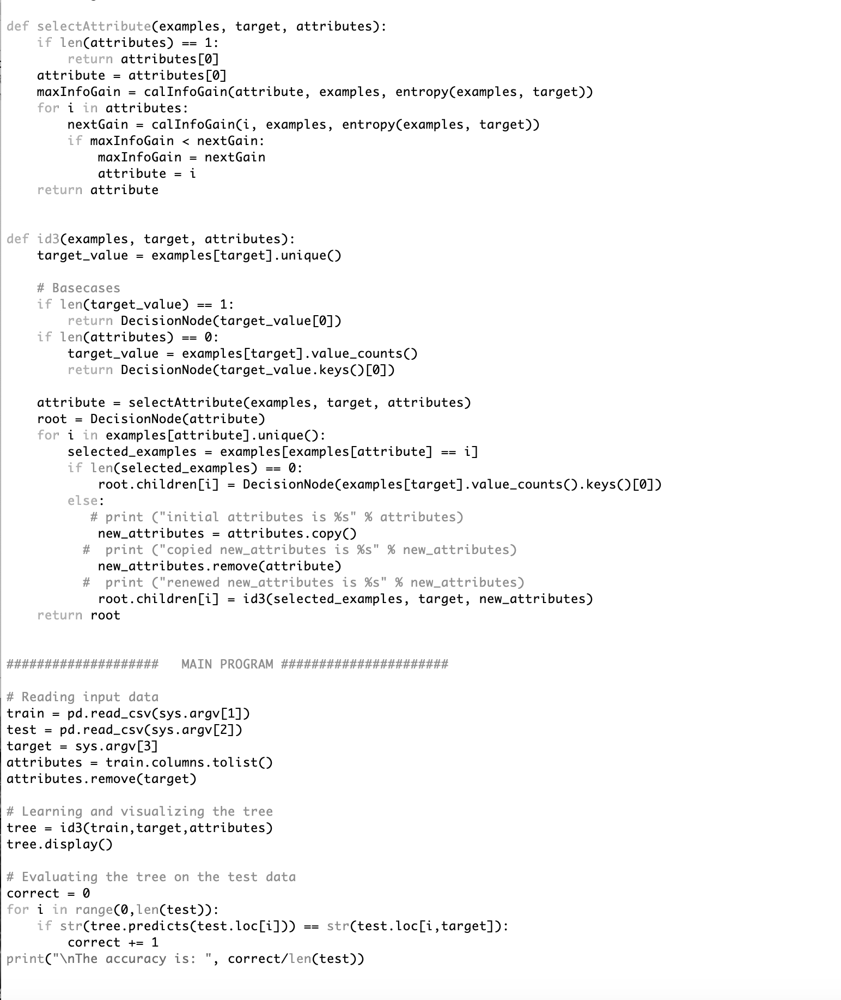 def selectAttribute(examples, target, attributes):
    if len(attributes) == 1:
        return attributes[0]
    attribute = attributes[0]
    maxInfoGain = calInfoGain(attribute, examples, entropy(examples, target))
    for i in attributes:
        nextGain = calInfoGain(i, examples, entropy(examples, target))
        if maxInfoGain < nextGain:
            maxInfoGain = nextGain
            attribute = i
    return attribute


def id3(examples, target, attributes):
    target_value = examples[target].unique()

    # Basecases
    if len(target_value) == 1:
        return DecisionNode(target_value[0])
    if len(attributes) == 0:
        target_value = examples[target].value_counts()
        return DecisionNode(target_value.keys()[0])

    attribute = selectAttribute(examples, target, attributes)
    root = DecisionNode(attribute)
    for i in examples[attribute].unique():
        selected_examples = examples[examples[attribute] == i]
        if len(selected_examples) == 0:
            root.children[i] = DecisionNode(examples[target].value_counts().keys()[0])
        else:
           # print ("initial attributes is %s" % attributes)
            new_attributes = attributes.copy()
          #  print ("copied new_attributes is %s" % new_attributes)
            new_attributes.remove(attribute)
          #  print ("renewed new_attributes is %s" % new_attributes)
            root.children[i] = id3(selected_examples, target, new_attributes)
    return root


####################   MAIN PROGRAM ######################

# Reading input data
train = pd.read_csv(sys.argv[1])
test = pd.read_csv(sys.argv[2])
target = sys.argv[3]
attributes = train.columns.tolist()
attributes.remove(target)

# Learning and visualizing the tree
tree = id3(train,target,attributes)
tree.display()

# Evaluating the tree on the test data
correct = 0
for i in range(0,len(test)):
    if str(tree.predicts(test.loc[i])) == str(test.loc[i,target]):
        correct += 1
print("\nThe accuracy is: ", correct/len(test))